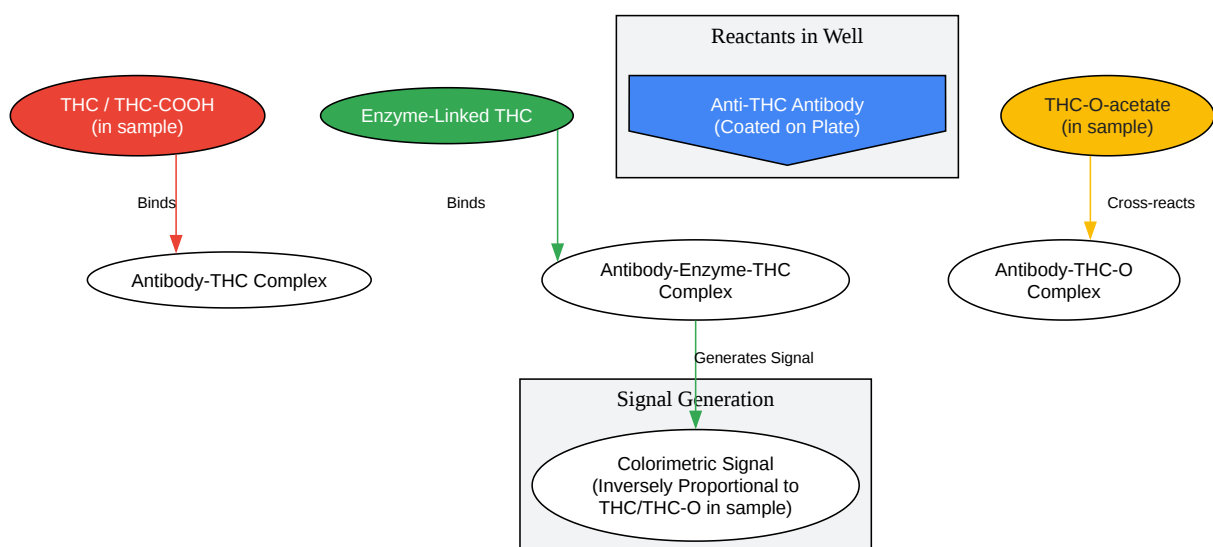 Reactants in Well
THC / THC-COOH
(in sample)
Enzyme-Linked THC
Anti-THC Antibody
(Coated on Plate)
THC-O-acetate
(in sample)
Binds
Binds
Cross-reacts
Antibody-THC Complex
Antibody-Enzyme-THC
Complex
Antibody-THC-O
Complex
Generates Signal
Signal Generation
Colorimetric Signal
(Inversely Proportional to
THC/THC-O in sample)